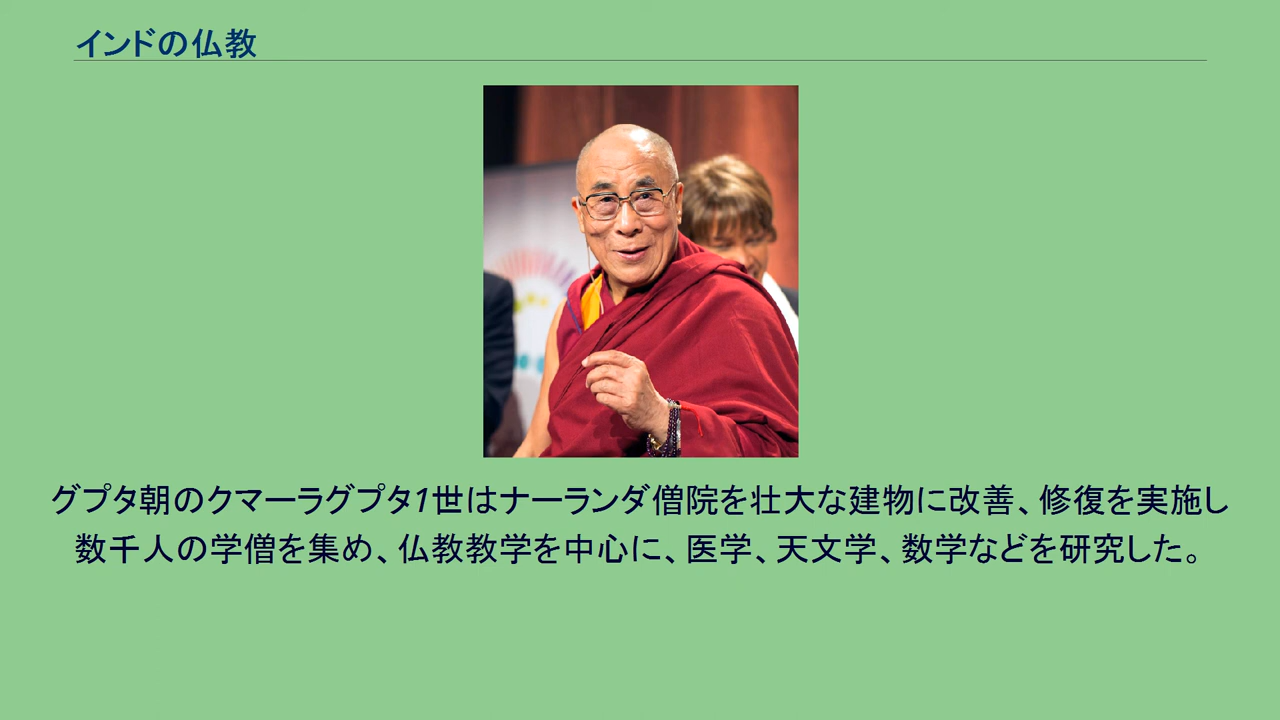 インドの仏教
グプタ朝のクマーラグプタ1世はナーランダ僧院を壮大な建物に改善、修復を実施し
数千人の学僧を集め、仏教教学を中心に、医学、天文学、数学などを研究した。